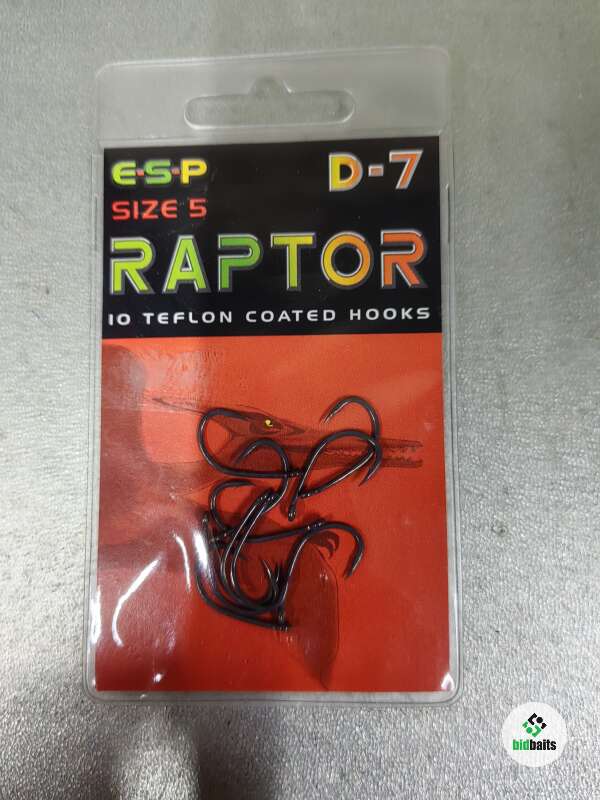 E-S-P
D-7
SIZE 5
RAPTOR
10 TEFLON COATED HOOKS
bidbaits